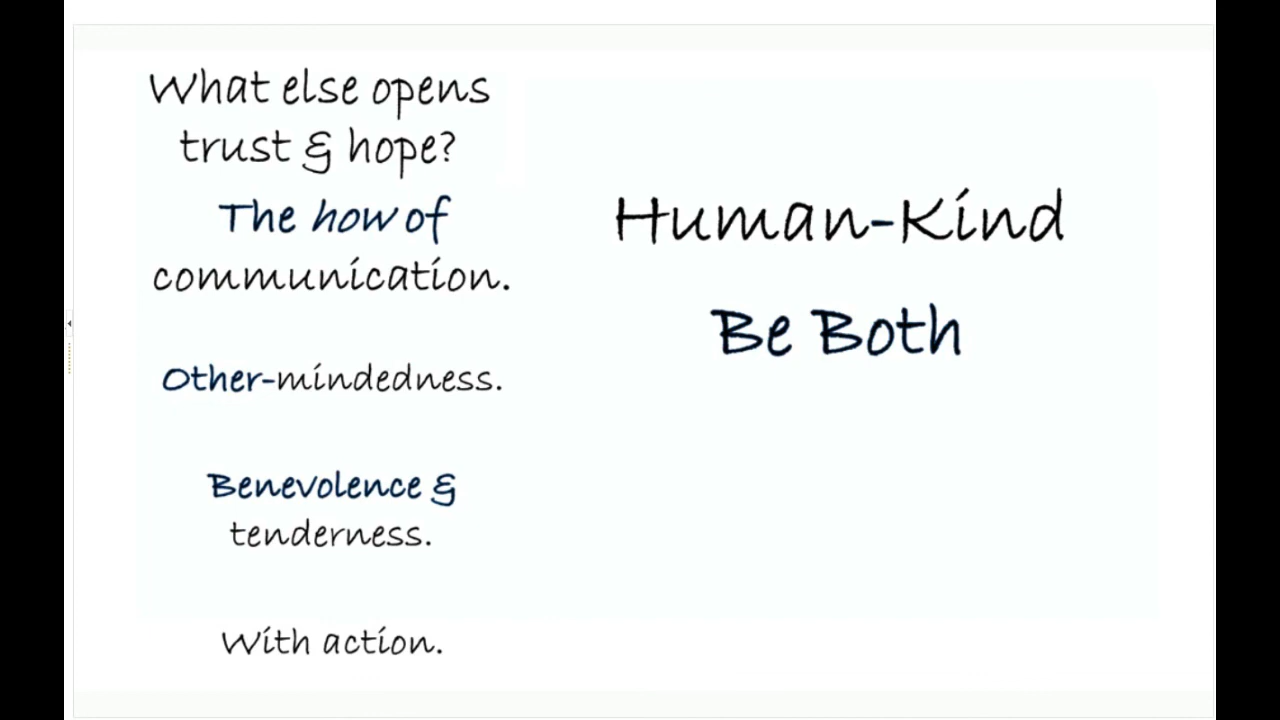 What else opens
trust & hope?
The how of
communication.
Other-mindedness.
Benevolence &
tenderness.
With action.
Human-Kind
Be Both